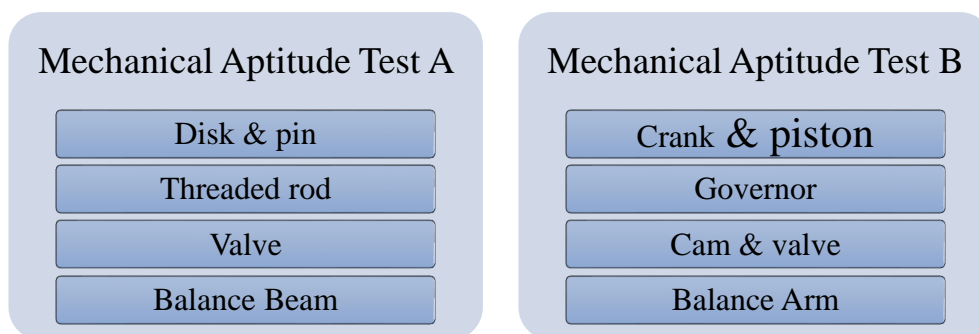 Mechanical Aptitude Test A
Disk & pin
Threaded rod
Valve
Balance Beam
Mechanical Aptitude Test B
Crank & piston
Governor
Cam & valve
Balance Arm